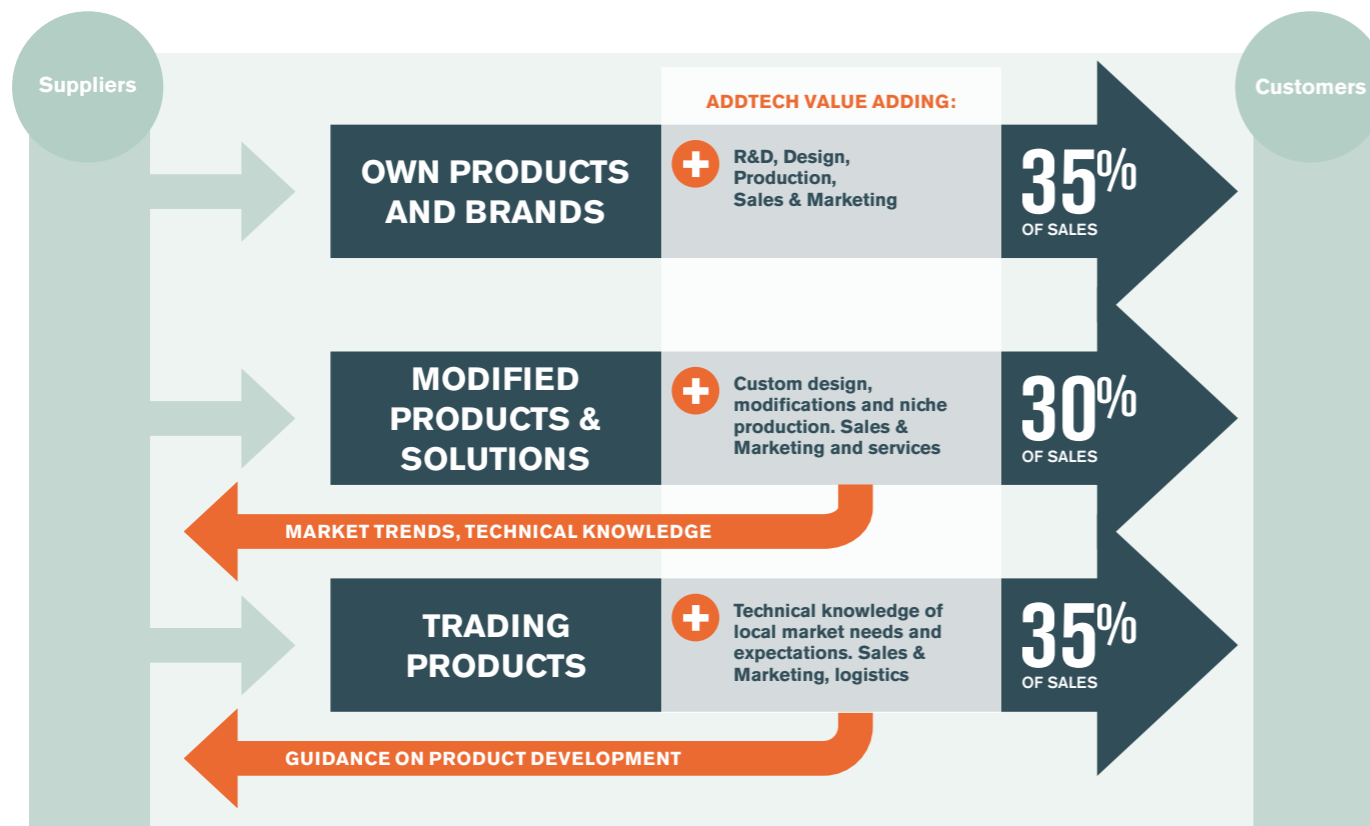 Suppliers
Customers
ADDTECH VALUE ADDING:
OWN PRODUCTS
AND BRANDS
R&D, Design,
Production,
Sales & Marketing
35%
OF SALES
MODIFIED
PRODUCTS &
SOLUTIONS
Custom design,
modifications and niche
production. Sales &
Marketing and services
30%
OF SALES
MARKET TRENDS, TECHNICAL KNOWLEDGE
TRADING
PRODUCTS
Technical knowledge of
local market needs and
expectations. Sales &
Marketing, logistics
35%
OF SALES
GUIDANCE ON PRODUCT DEVELOPMENT